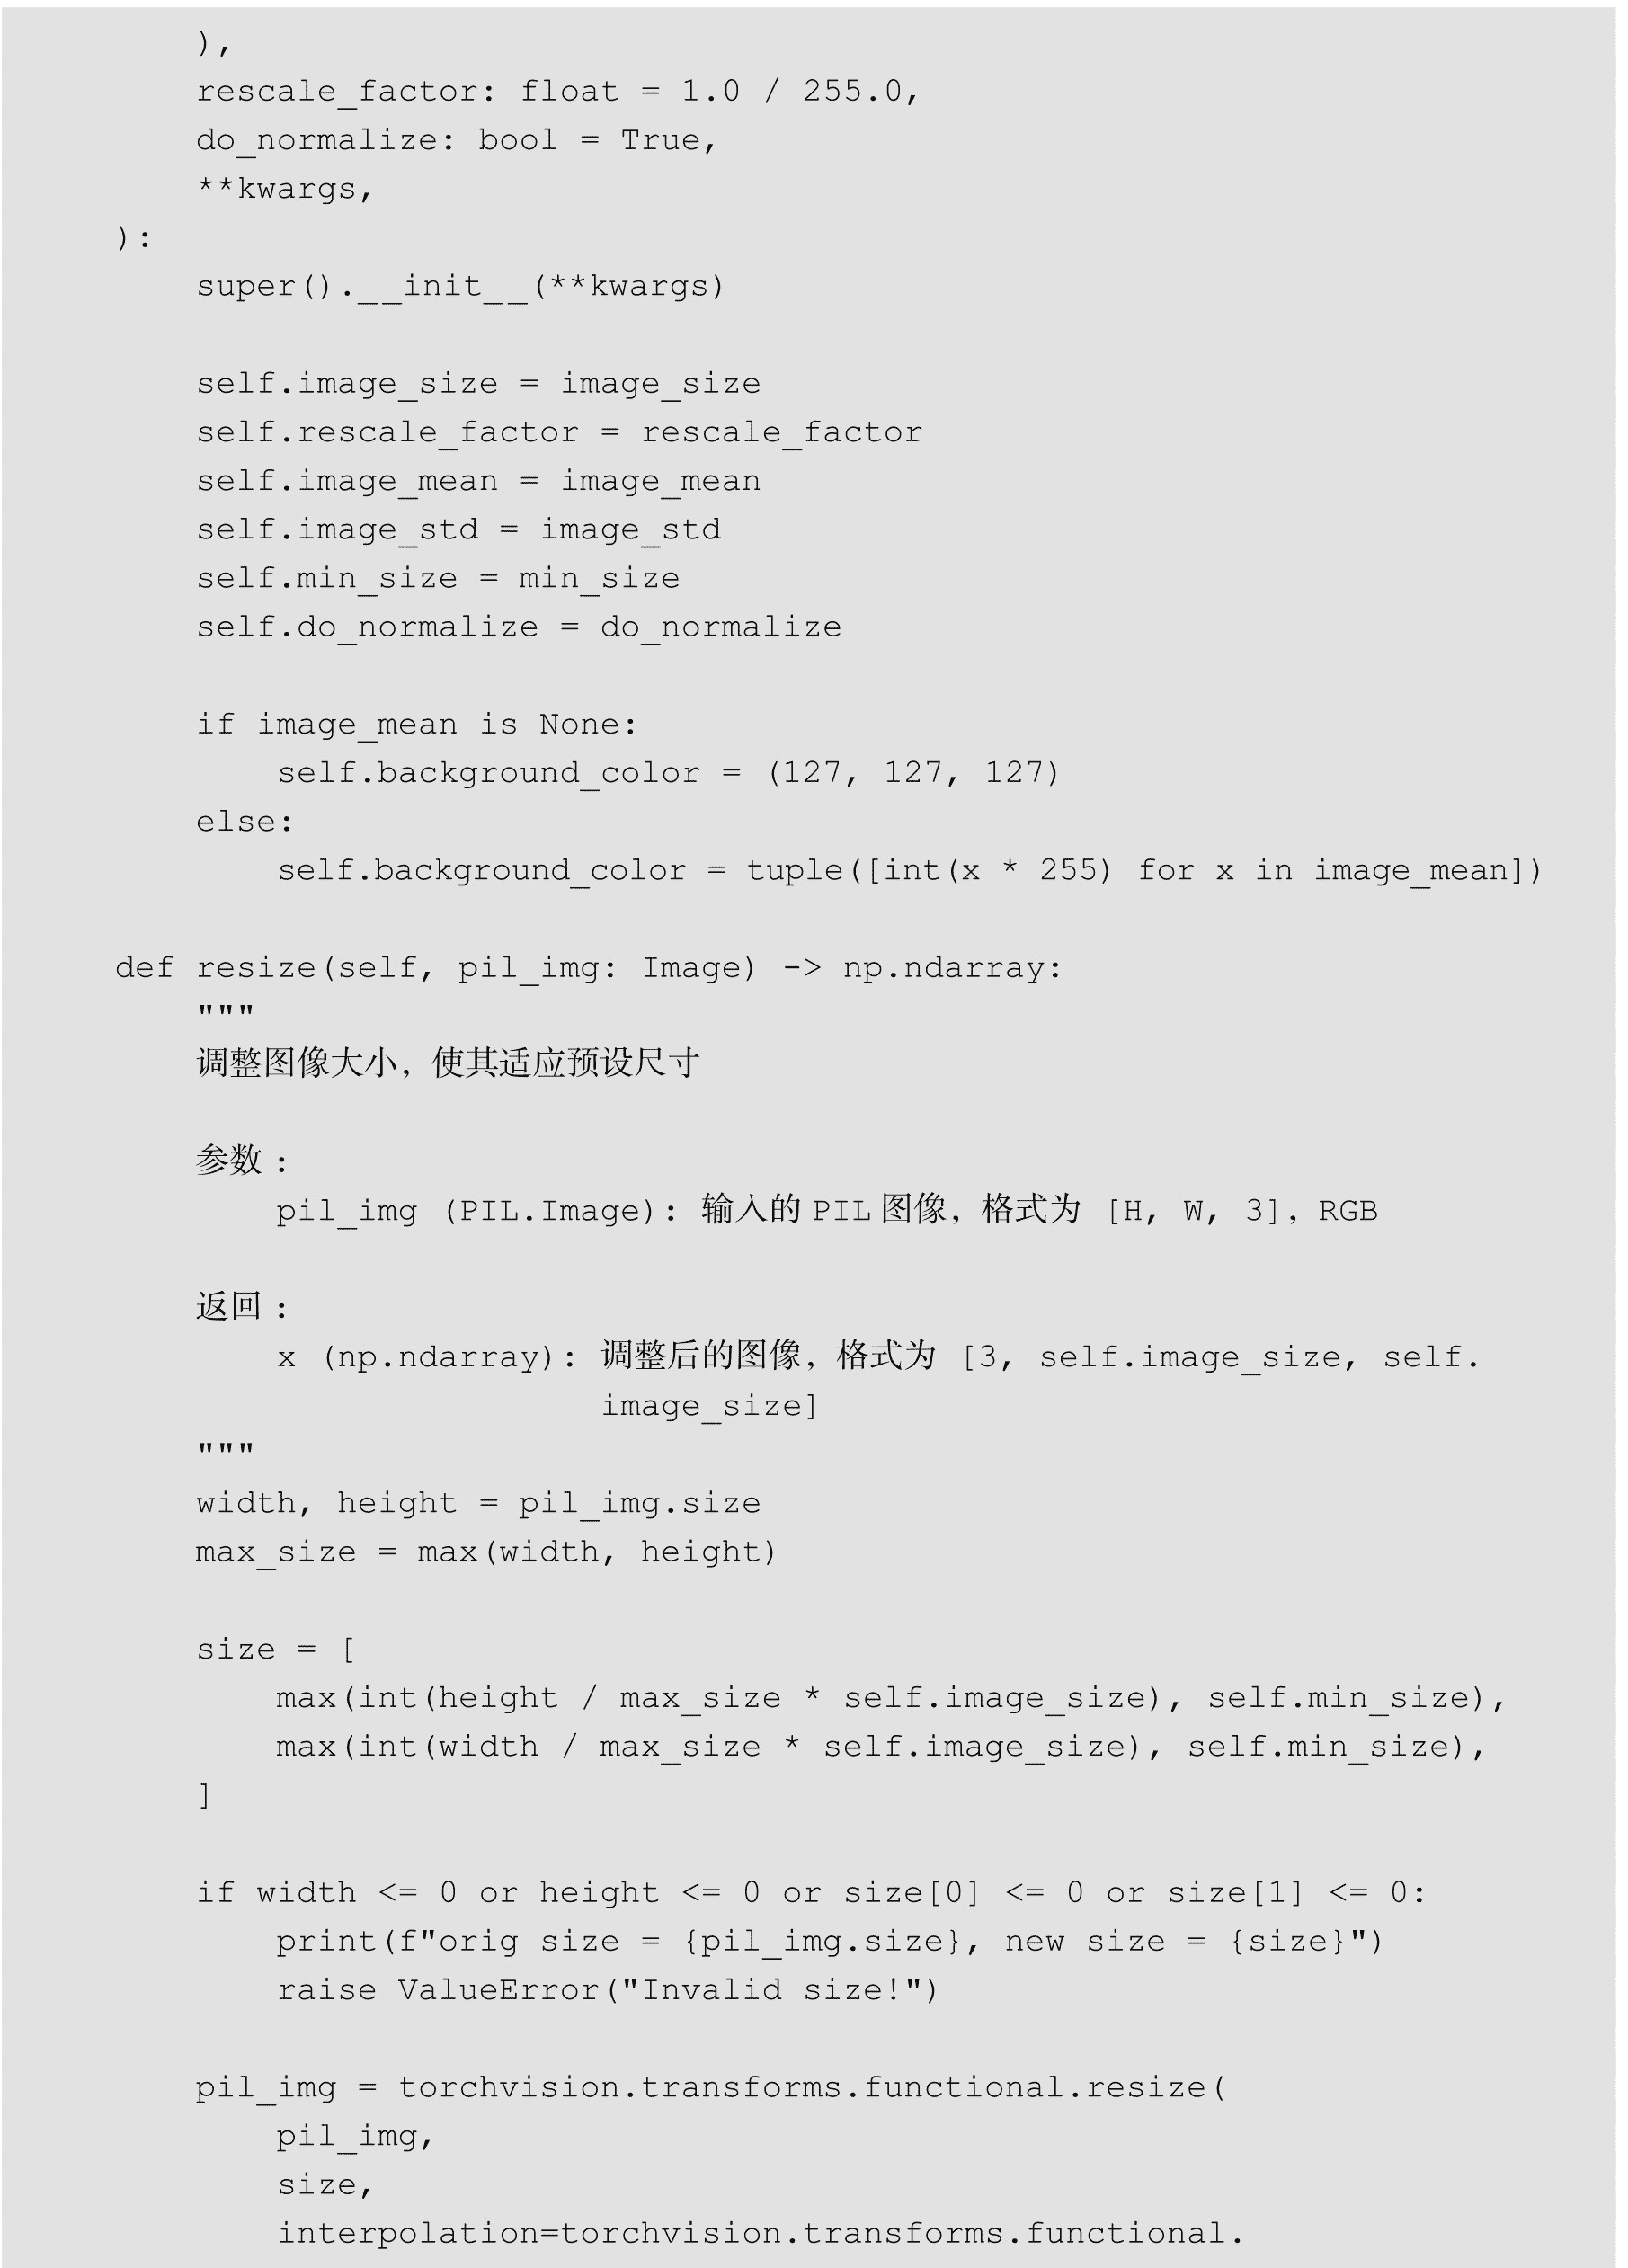 ),
rescale_factor: float = 1.0 / 255.0,
do_normalize: bool = True,
**kwargs,
):
super().__init__(**kwargs)
self.image_size = image_size
self.rescale_factor = rescale_factor
self.image_mean = image_mean
self.image_std = image_std
self.min_size = min_size
self.do_normalize = do_normalize
if image_mean is None:
self.background_color = (127, 127, 127)
else:
self.background_color = tuple([int(x * 255) for x in image_mean])
def resize(self, pil_img: Image) -> np.ndarray:
"""
调整图像大小，使其适应预设尺寸
参数：
pil_img (PIL.Image): 输入的PIL图像，格式为 [H, W, 3]，RGB
返回：
x (np.ndarray): 调整后的图像，格式为 [3, self.image_size, self.
image_size]
"""
width, height = pil_img.size
max_size = max(width, height)
size = [
max(int(height / max_size * self.image_size), self.min_size),
max(int(width / max_size * self.image_size), self.min_size),
]
if width <= 0 or height <= 0 or size[0] <= 0 or size[1] <= 0:
print(f"orig size = {pil_img.size}, new size = {size}")
raise ValueError("Invalid size!")
pil_img = torchvision.transforms.functional.resize(
pil_img,
size,
interpolation=torchvision.transforms.functional.